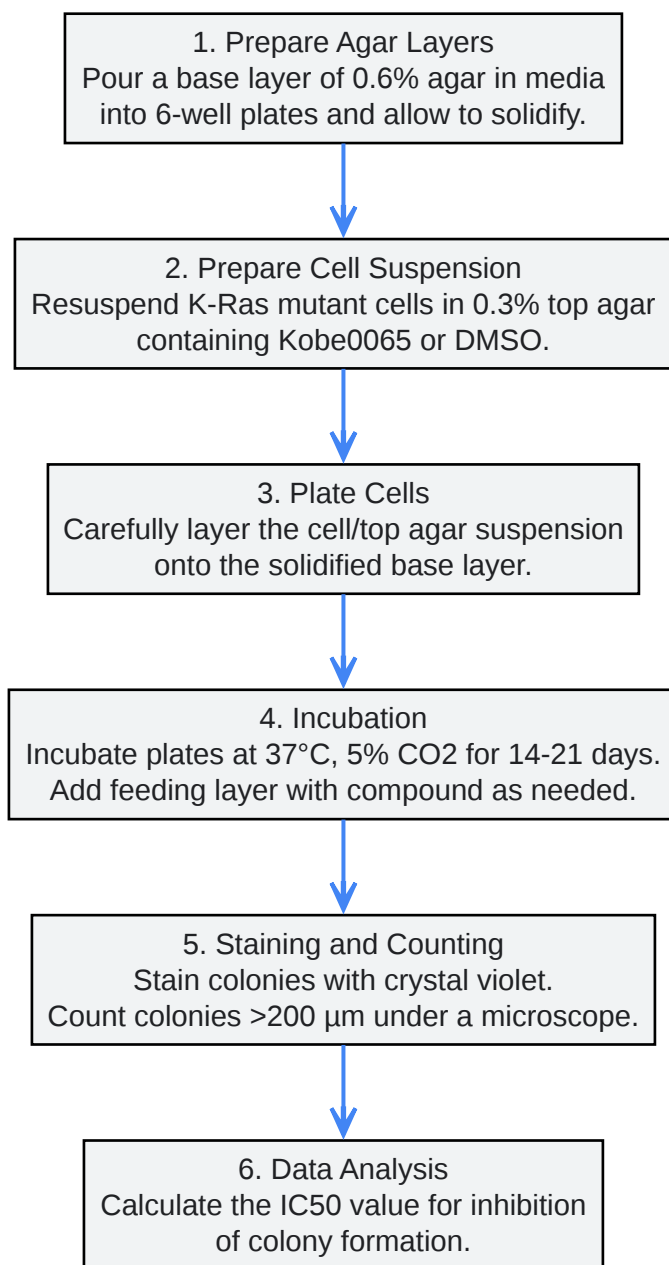 1. Prepare Agar Layers
Pour a base layer of 0.6% agar in media
into 6-well plates and allow to solidify.
2. Prepare Cell Suspension
Resuspend K-Ras mutant cells in 0.3% top agar
containing Kobe0065 or DMSO.
3. Plate Cells
Carefully layer the cell/top agar suspension
onto the solidified base layer.
4. Incubation
Incubate plates at 37°C, 5% CO2 for 14-21 days.
Add feeding layer with compound as needed.
5. Staining and Counting
Stain colonies with crystal violet.
Count colonies >200 µm under a microscope.
6. Data Analysis
Calculate the IC50 value for inhibition
of colony formation.